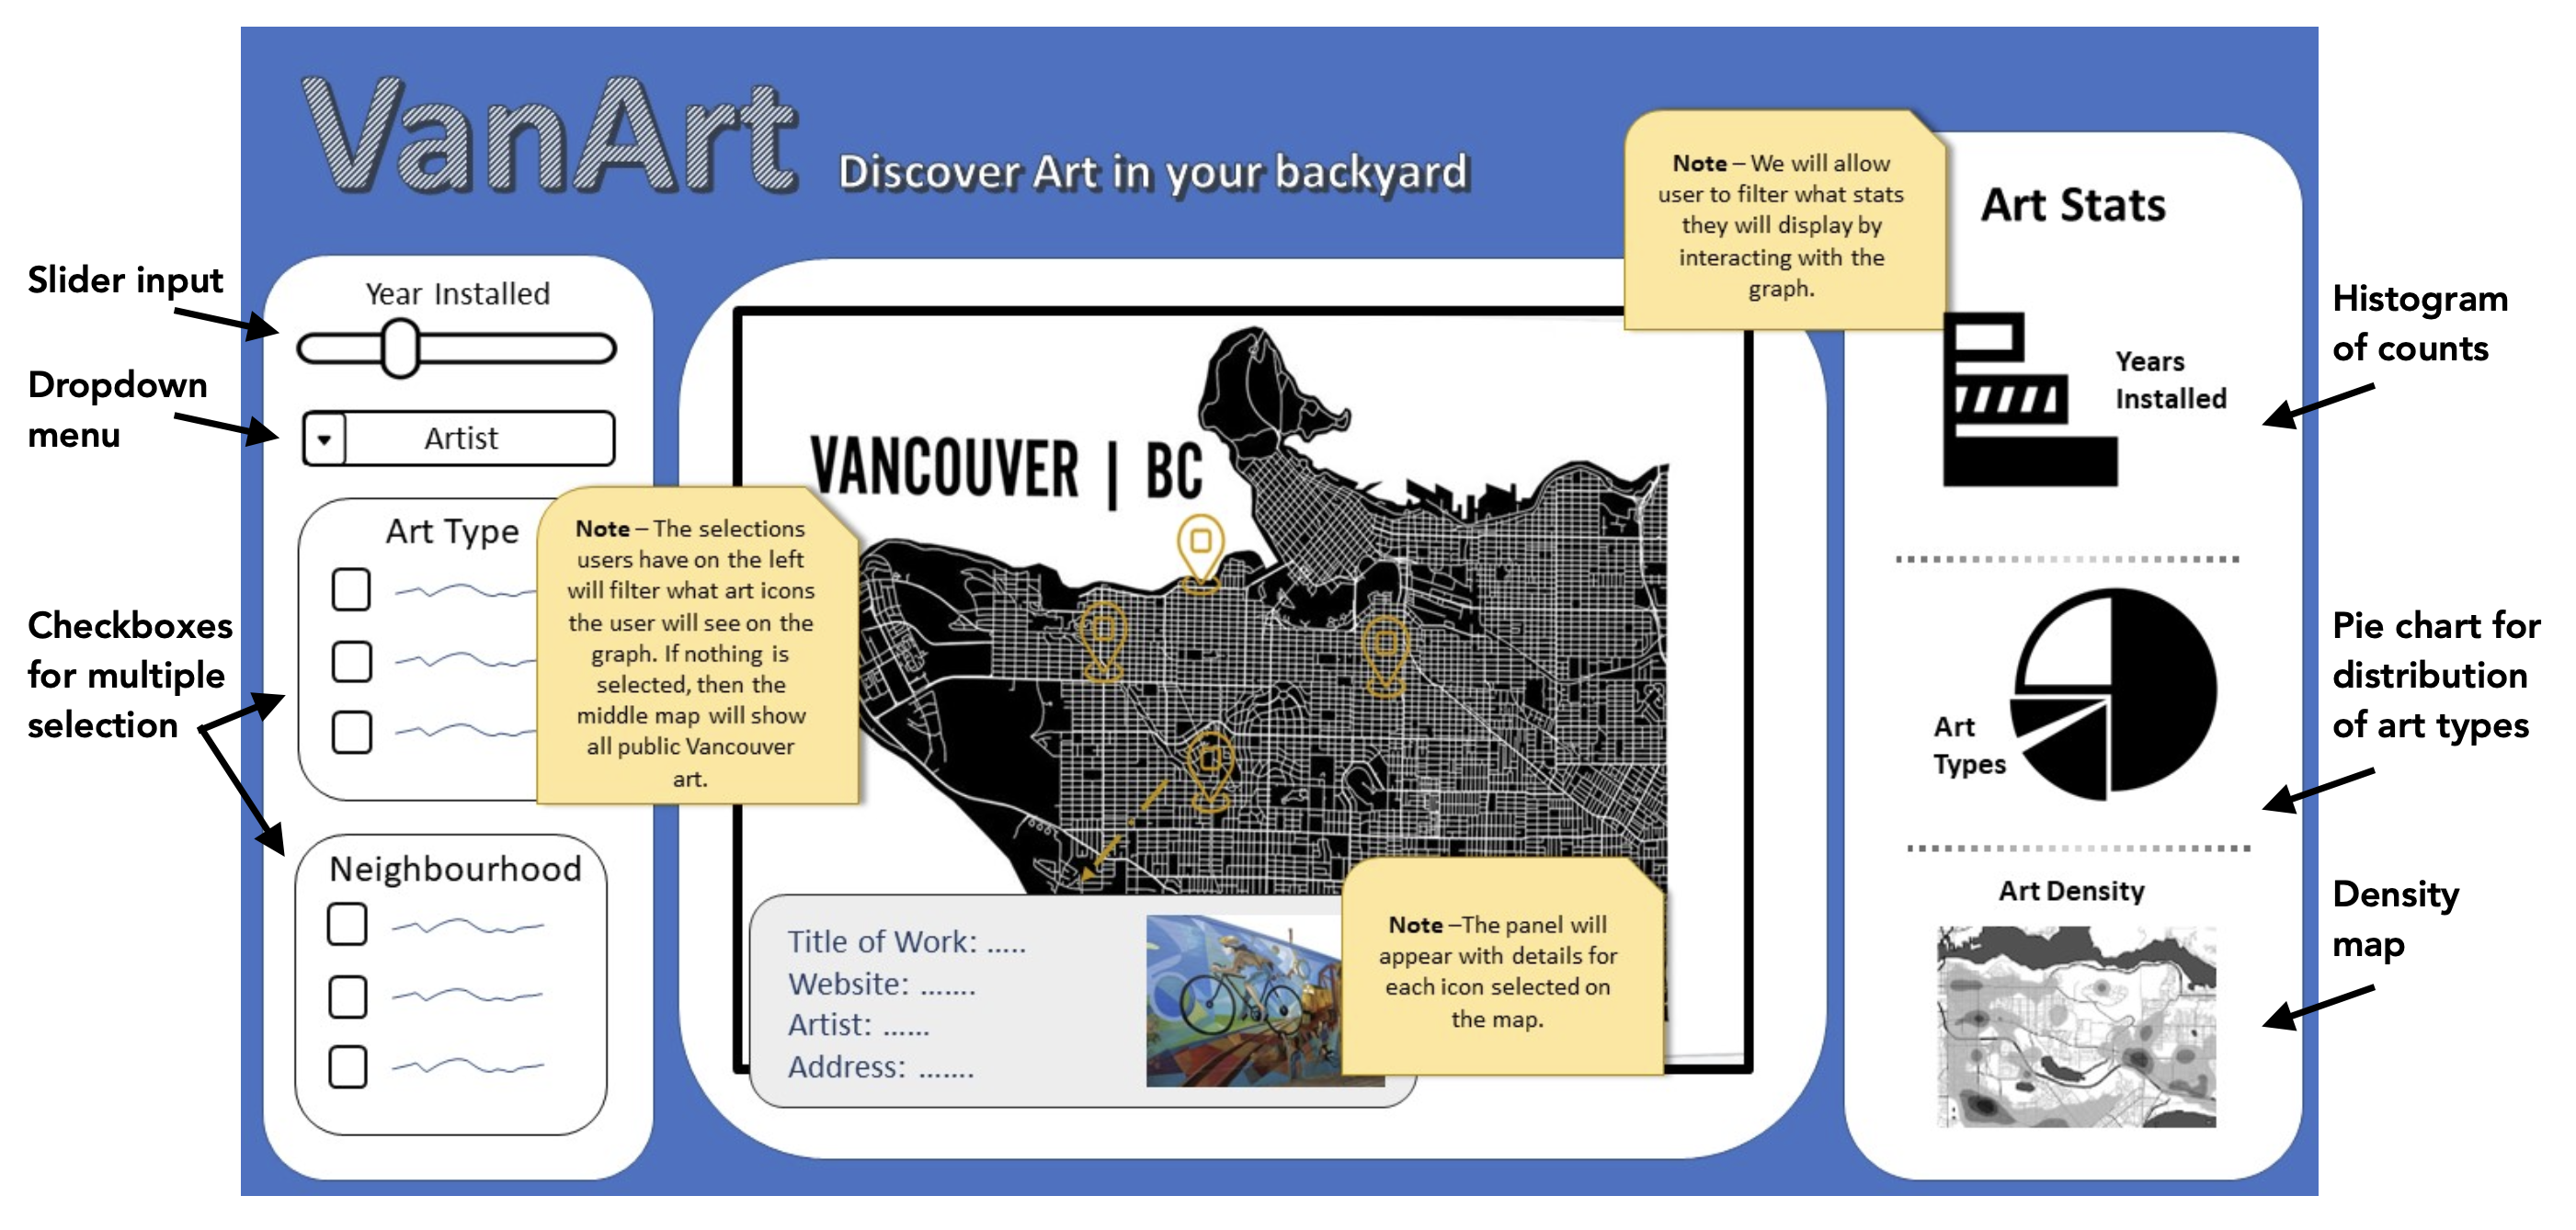 VanArt
Discover Art in your backyard
Slider input
Dropdown
menu
Checkboxes
for multiple
selection
Year Installed
Artist
Art Type
Neighbourhood
Note – The selections
users have on the left
will filter what art icons
the user will see on the
graph. If nothing is
selected, then the
middle map will show
all public Vancouver
art.
VANCOUVER | BC
Title of Work: .....
Website: .......
Artist: ......
Address: .......
Note –The panel will
appear with details for
each icon selected on
the map.
Note – We will allow
user to filter what stats
they will display by
interacting with the
graph.
Art Stats
Years
Installed
Art
Types
Art Density
Histogram
of counts
Pie chart for
distribution
of art types
Density
map